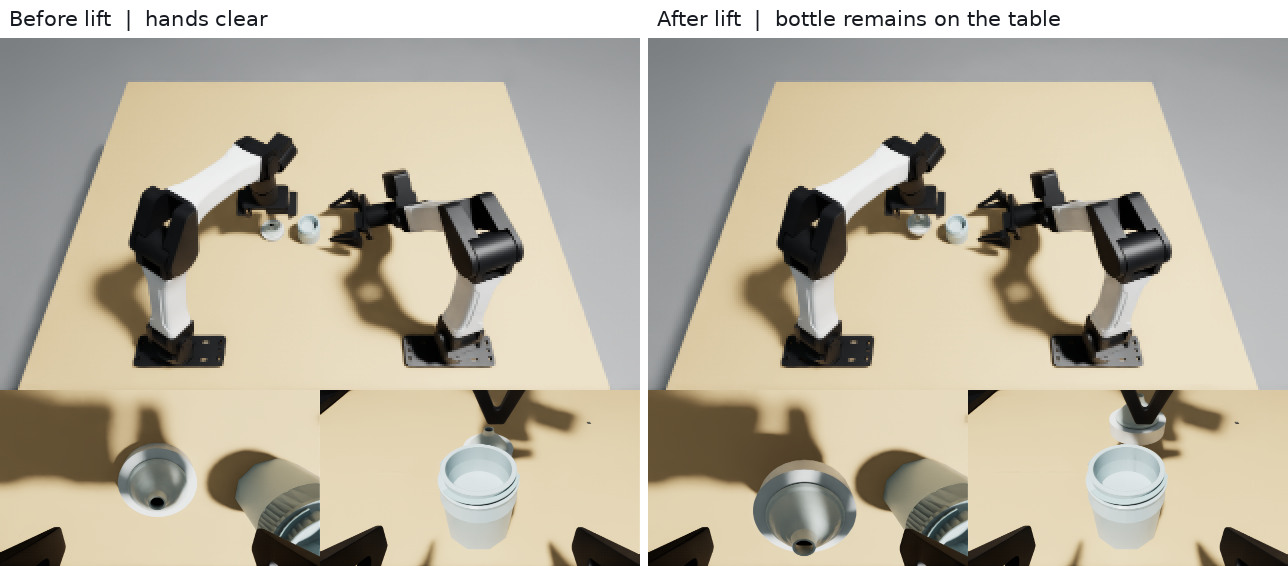 Before lift  |  hands clear
After lift  |  bottle remains on the table